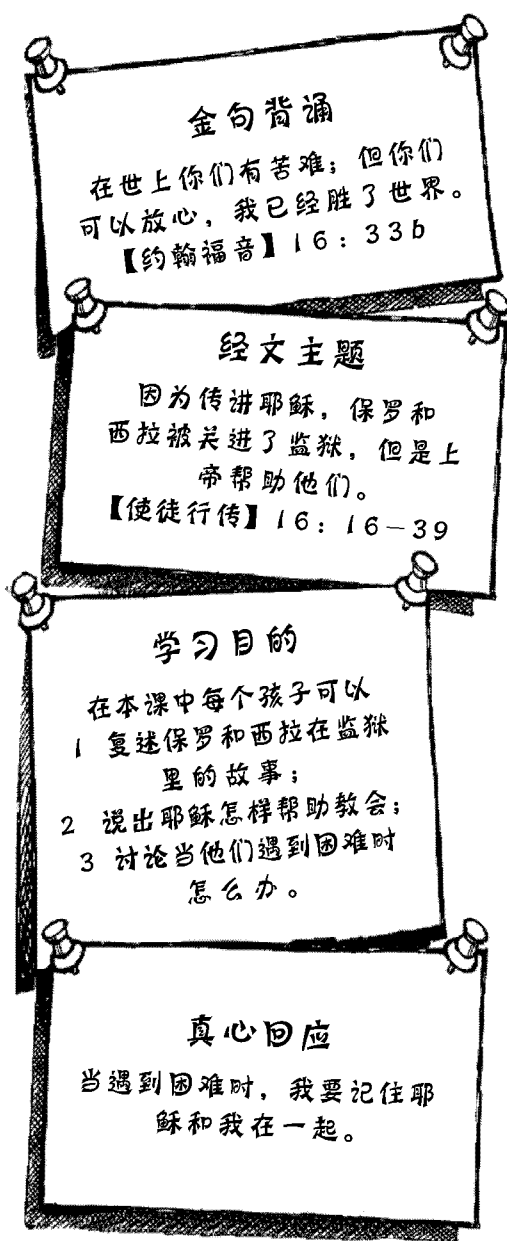 金句背诵
在世上你们有苦难；但你们
可以放心，我已经胜了世界。
【约翰福音】16：33b
经文主题
因为传讲耶稣，保罗和
西拉被关进了监狱，但是上
帝帮助他们。
【使徒行传】16：16－39
学习目的
在本课中每个孩子可以
1 复述保罗和西拉在监狱
里的故事；
2 说出耶稣怎样帮助教会；
3 讨论当他们遇到困难时
怎么办。
真心回应
当遇到困难时，我要记住耶
稣和我在一起。